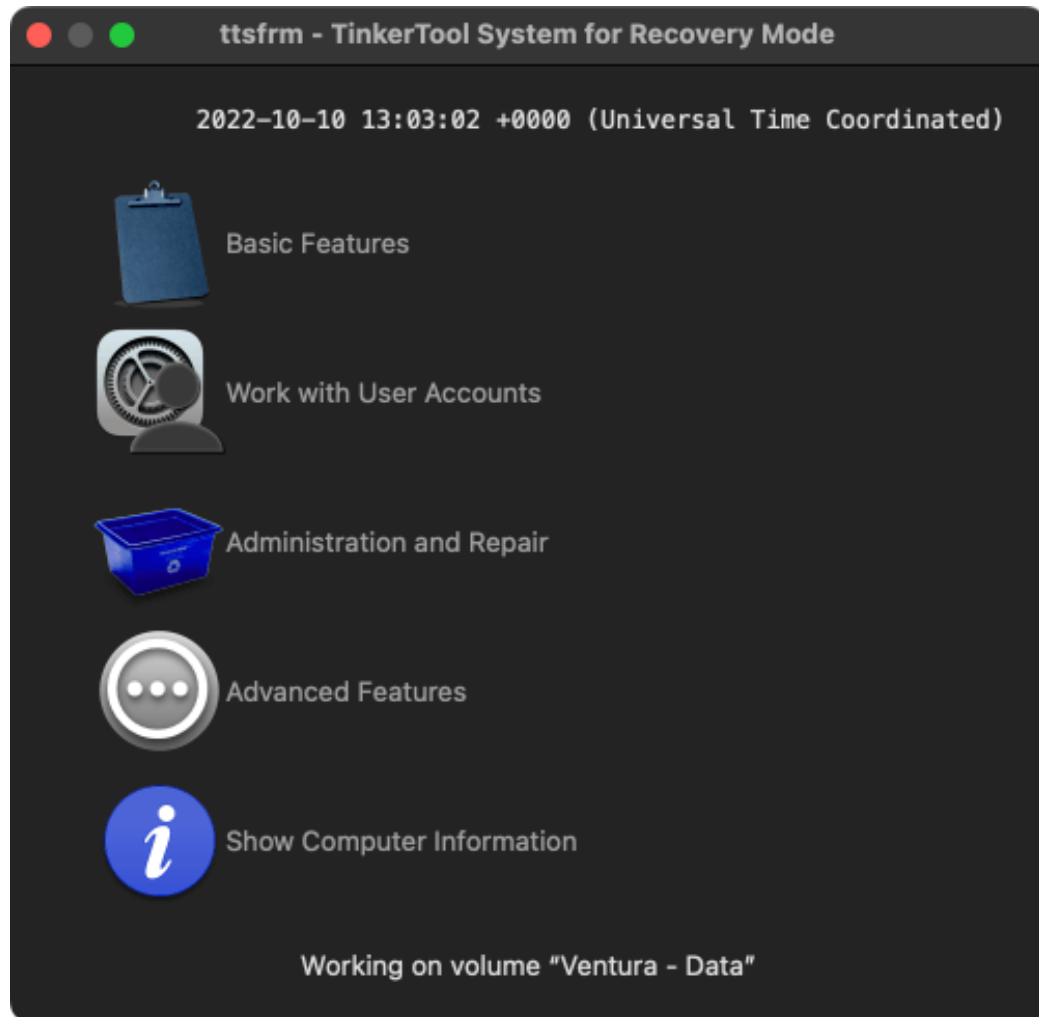 ttsfrm - TinkerTool System for Recovery Mode
2022-10-10 13:03:02 +0000 (Universal Time Coordinated)
Basic Features
Work with User Accounts
Administration and Repair
Advanced Features
Show Computer Information
Working on volume “Ventura - Data”